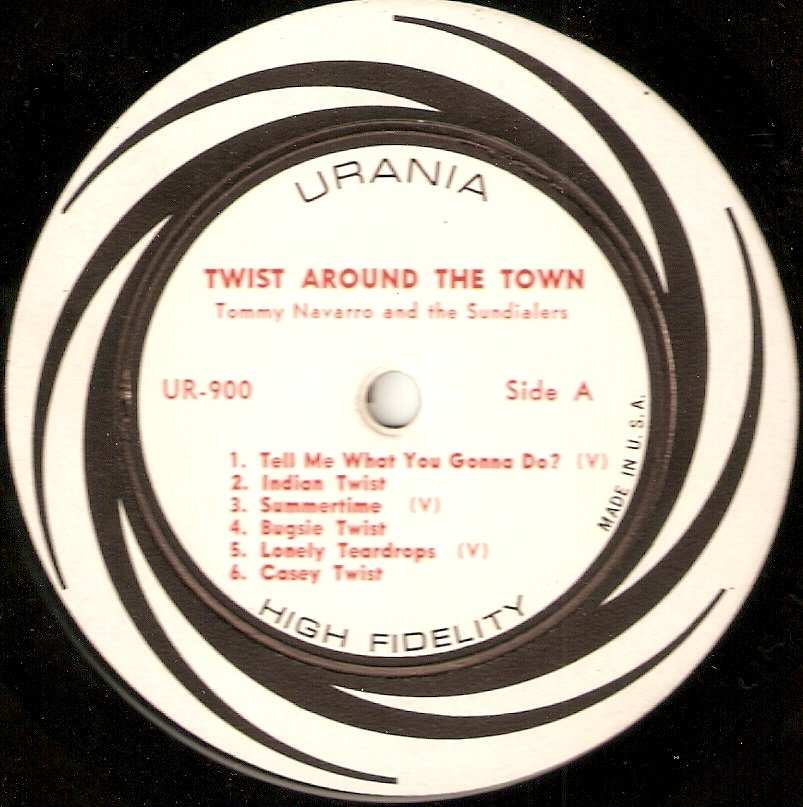 URANIA
TWIST AROUND THE TOWN
Tommy Navarro and the Sundialers
UR-900 Side A
1. Tell Me What You Gonna Do? (V)
2. Indian Twist
3. Summertime (V)
4. Bugsie Twist
5. Lonely Teardrops (V)
6. Casey Twist
MADE IN U.S.A.
HIGH FIDELITY